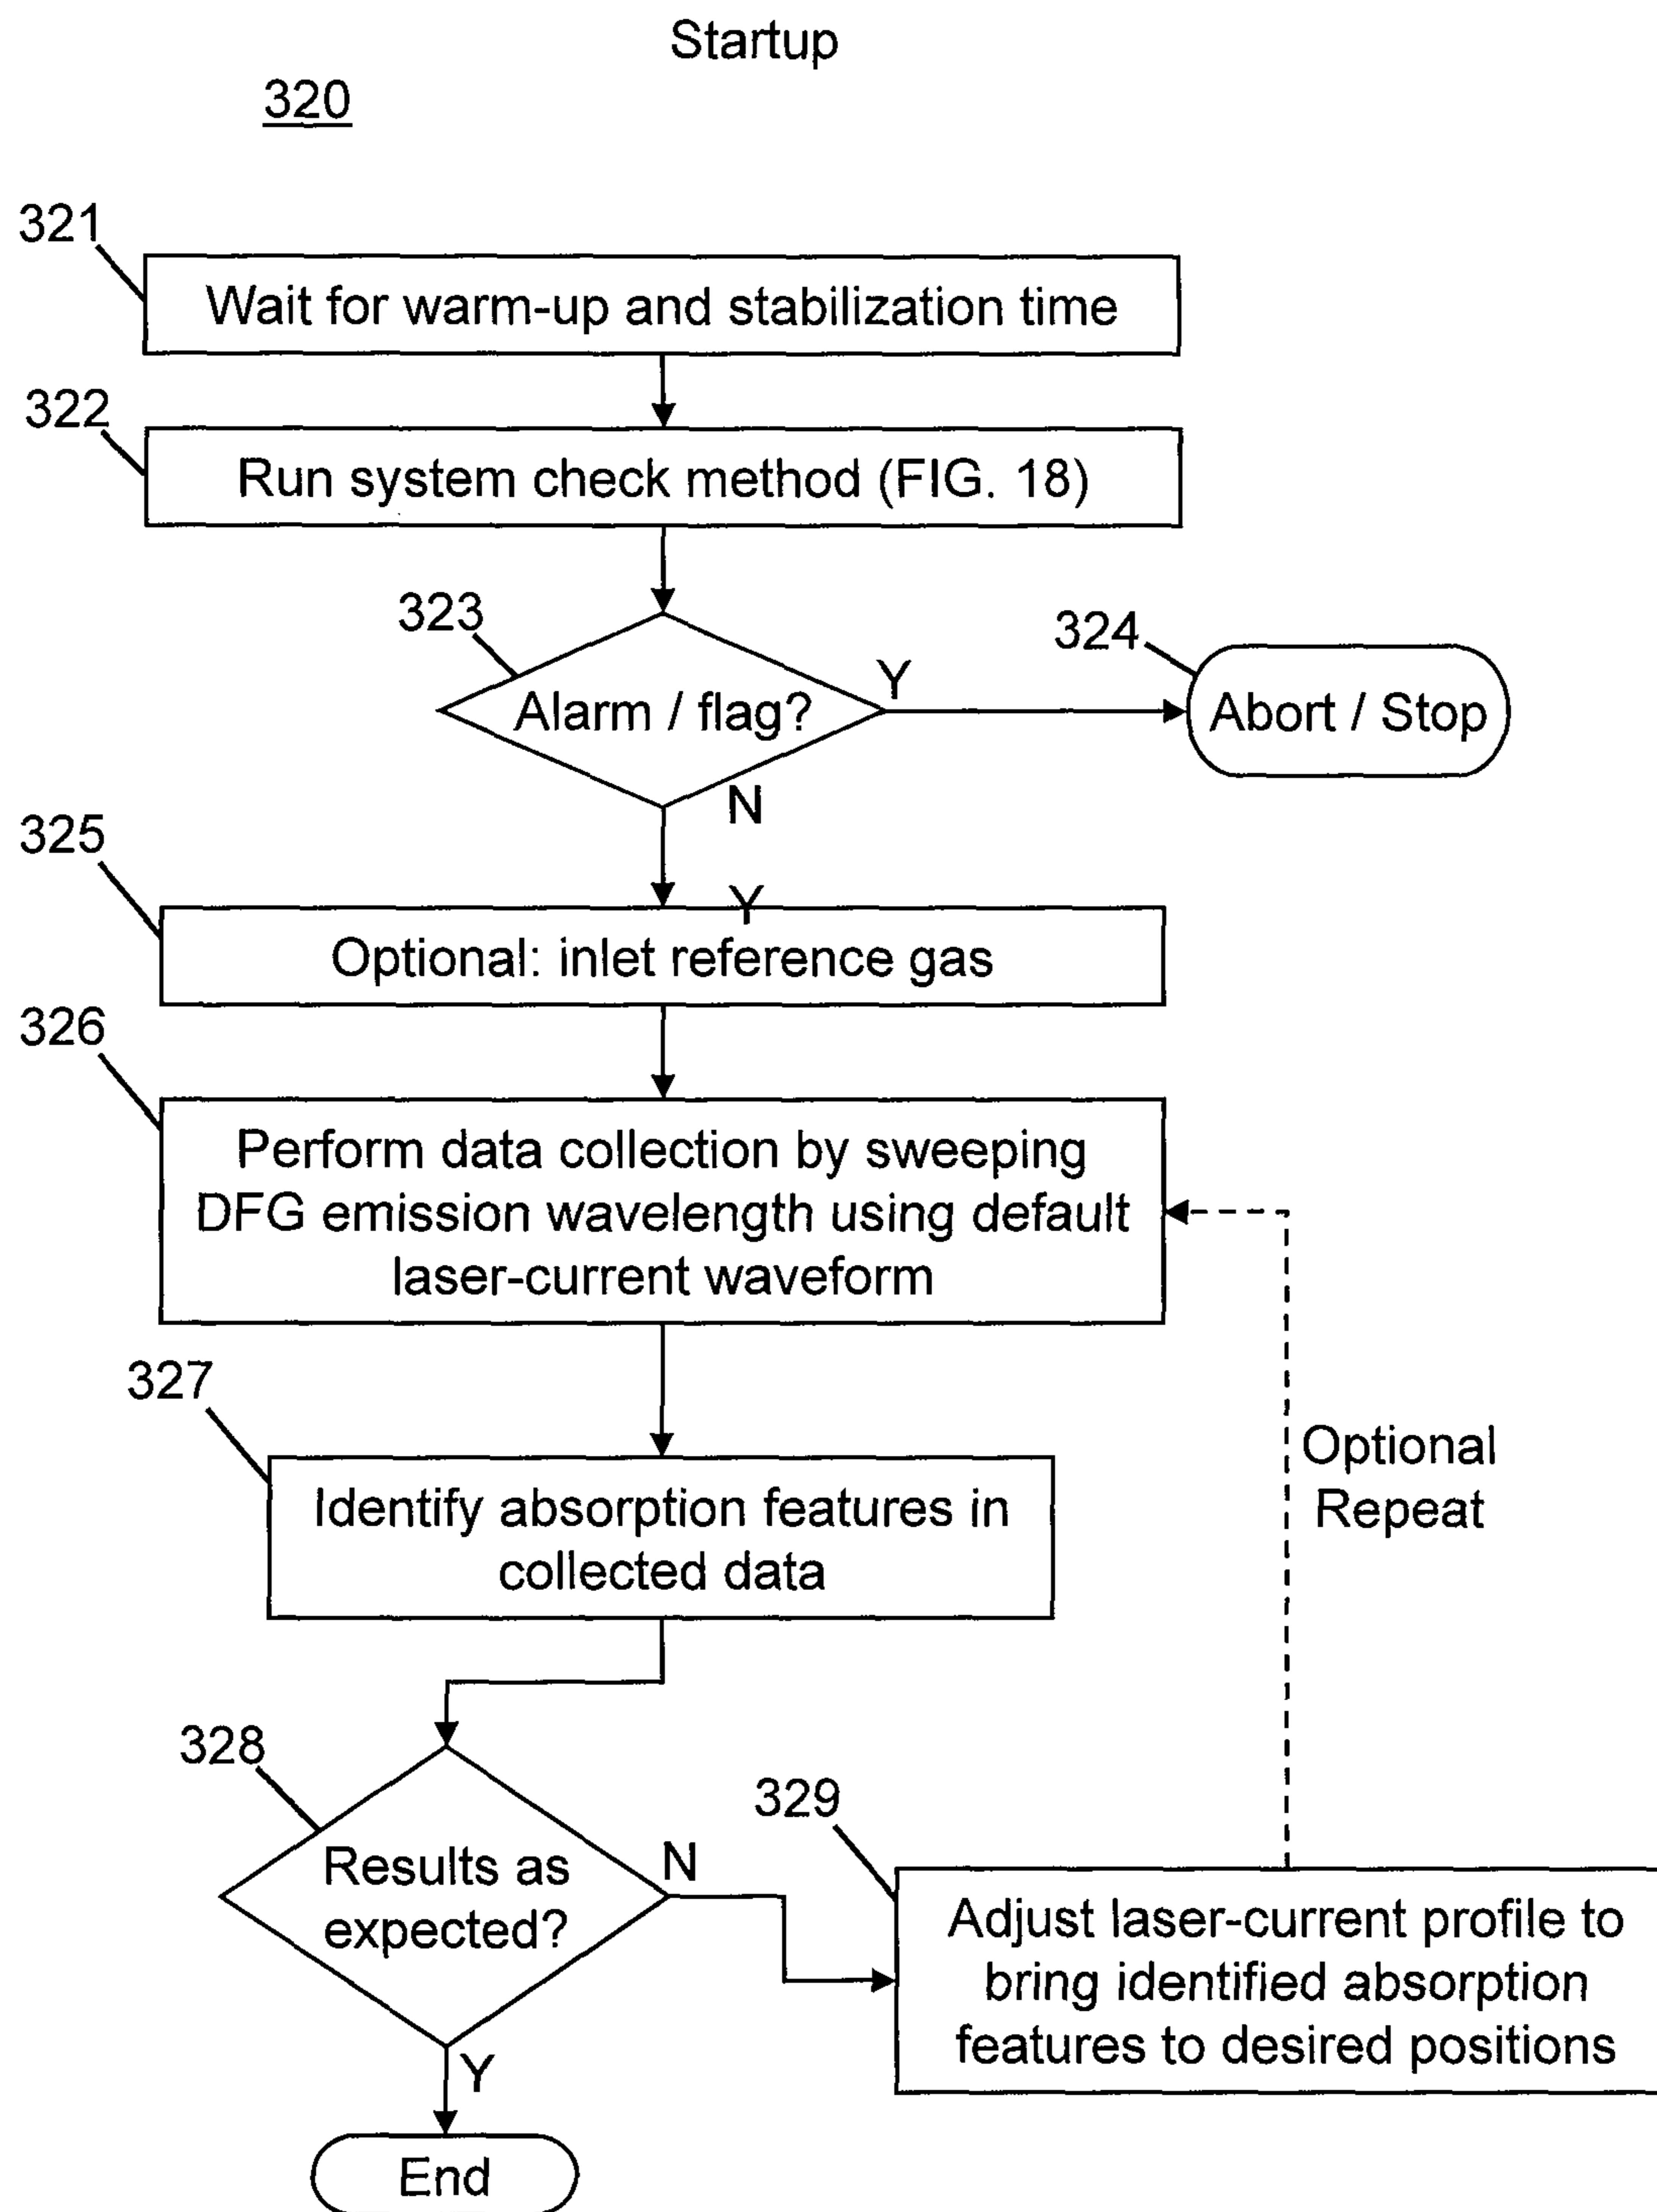 Startup
320
321
Wait for warm-up and stabilization time
322
Run system check method (FIG. 18)
323
Alarm / flag?
Y
324
Abort / Stop
N
325
Y
Optional: inlet reference gas
326
Perform data collection by sweeping
DFG emission wavelength using default
laser-current waveform
327
Identify absorption features in
collected data
Optional
Repeat
328
Results as
expected?
N
329
Adjust laser-current profile to
bring identified absorption
features to desired positions
Y
End